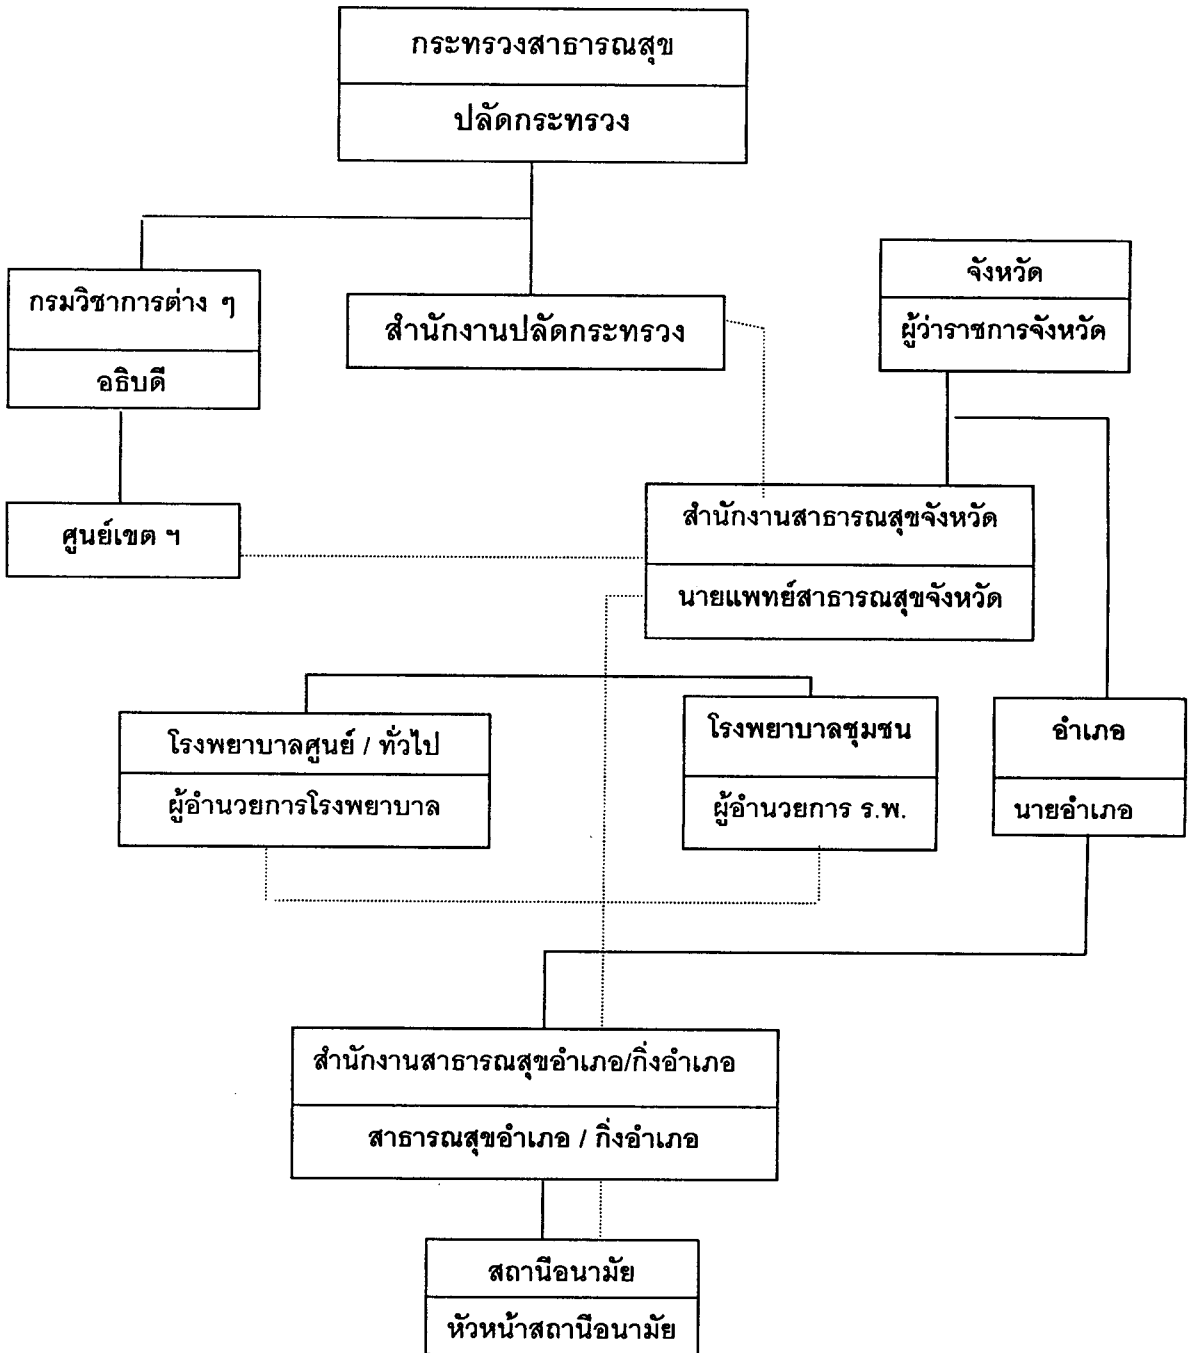 กระทรวงสาธารณสุข
ปลัดกระทรวง
กรมวิชาการต่าง ๆ
อธิบดี
สำนักงานปลัดกระทรวง
จังหวัด
ผู้ว่าราชการจังหวัด
ศูนย์เขต ฯ
สำนักงานสาธารณสุขจังหวัด
นายแพทย์สาธารณสุขจังหวัด
โรงพยาบาลศูนย์ / ทั่วไป
ผู้อำนวยการโรงพยาบาล
โรงพยาบาลชุมชน
ผู้อำนวยการ ร.พ.
อำเภอ
นายอำเภอ
สำนักงานสาธารณสุขอำเภอ/กิ่งอำเภอ
สาธารณสุขอำเภอ / กิ่งอำเภอ
สถานีอนามัย
หัวหน้าสถานีอนามัย